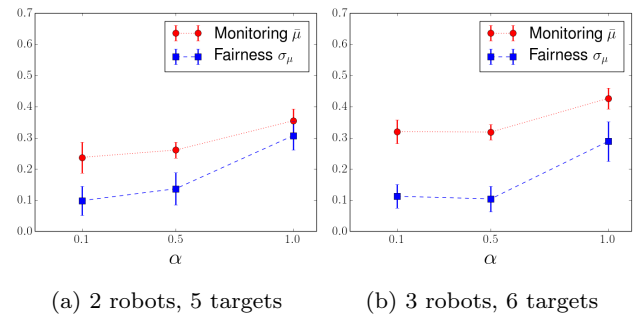 0.7
0.6
0.5
0.4
0.3
0.2
0.1
0.0
0.1 0.5 1.0
α
Monitoring μ̄
Fairness σ_μ
(a) 2 robots, 5 targets
0.7
0.6
0.5
0.4
0.3
0.2
0.1
0.0
0.1 0.5 1.0
α
Monitoring μ̄
Fairness σ_μ
(b) 3 robots, 6 targets